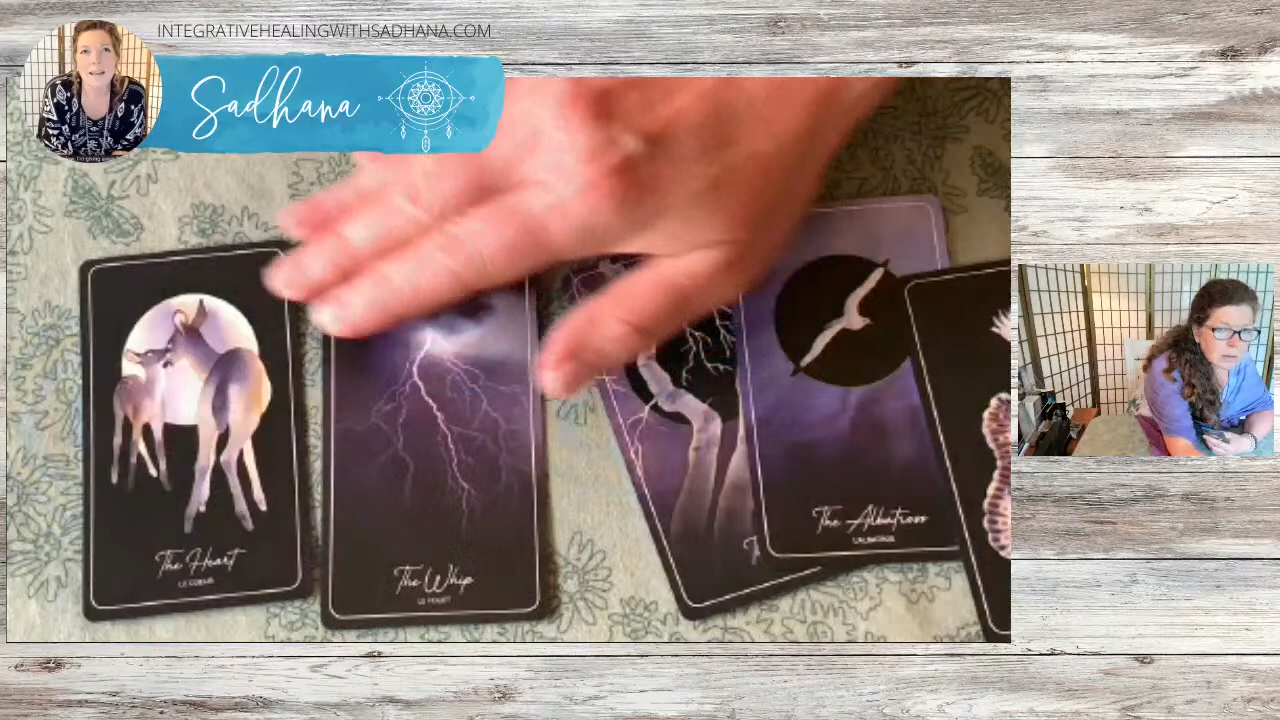 INTEGRATIVEHEALINGWITHSADHANA.COM
Sadhana
The Heart
LE COEUR
The Whip
LE FOUET
The Albatross
L'ALBATROS